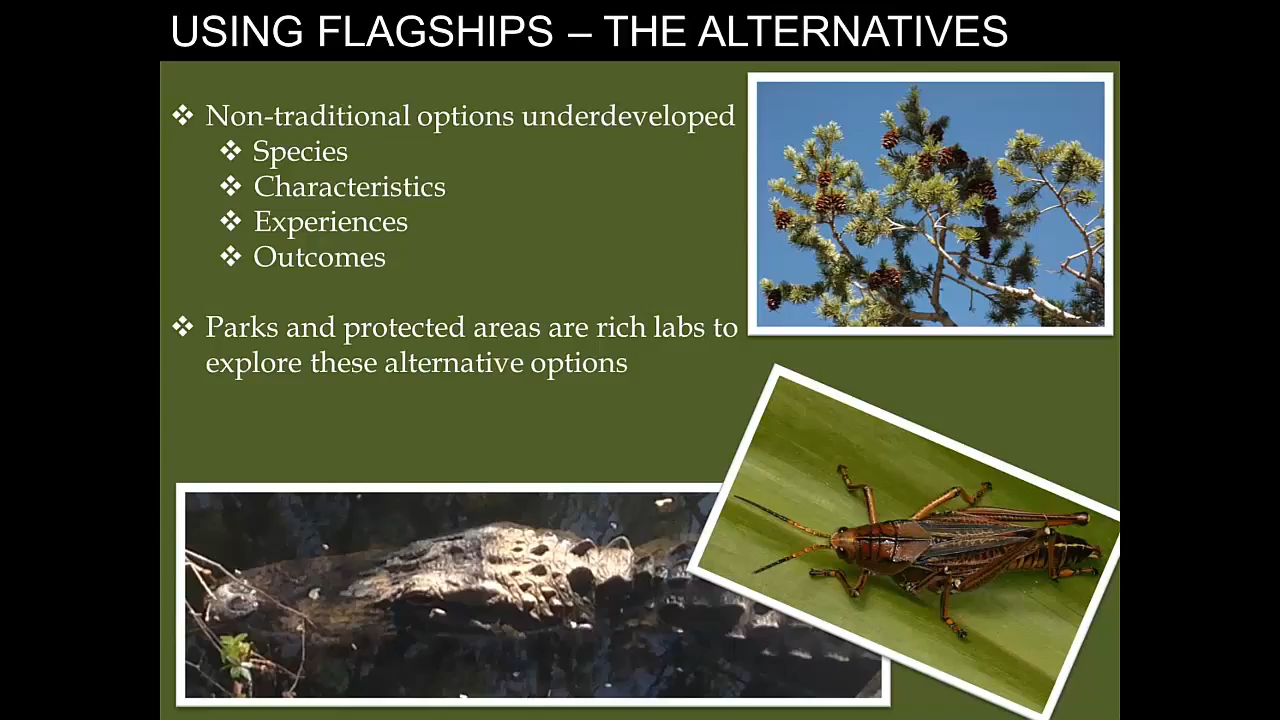 USING FLAGSHIPS – THE ALTERNATIVES
❖ Non-traditional options underdeveloped
❖ Species
❖ Characteristics
❖ Experiences
❖ Outcomes
❖ Parks and protected areas are rich labs to
explore these alternative options